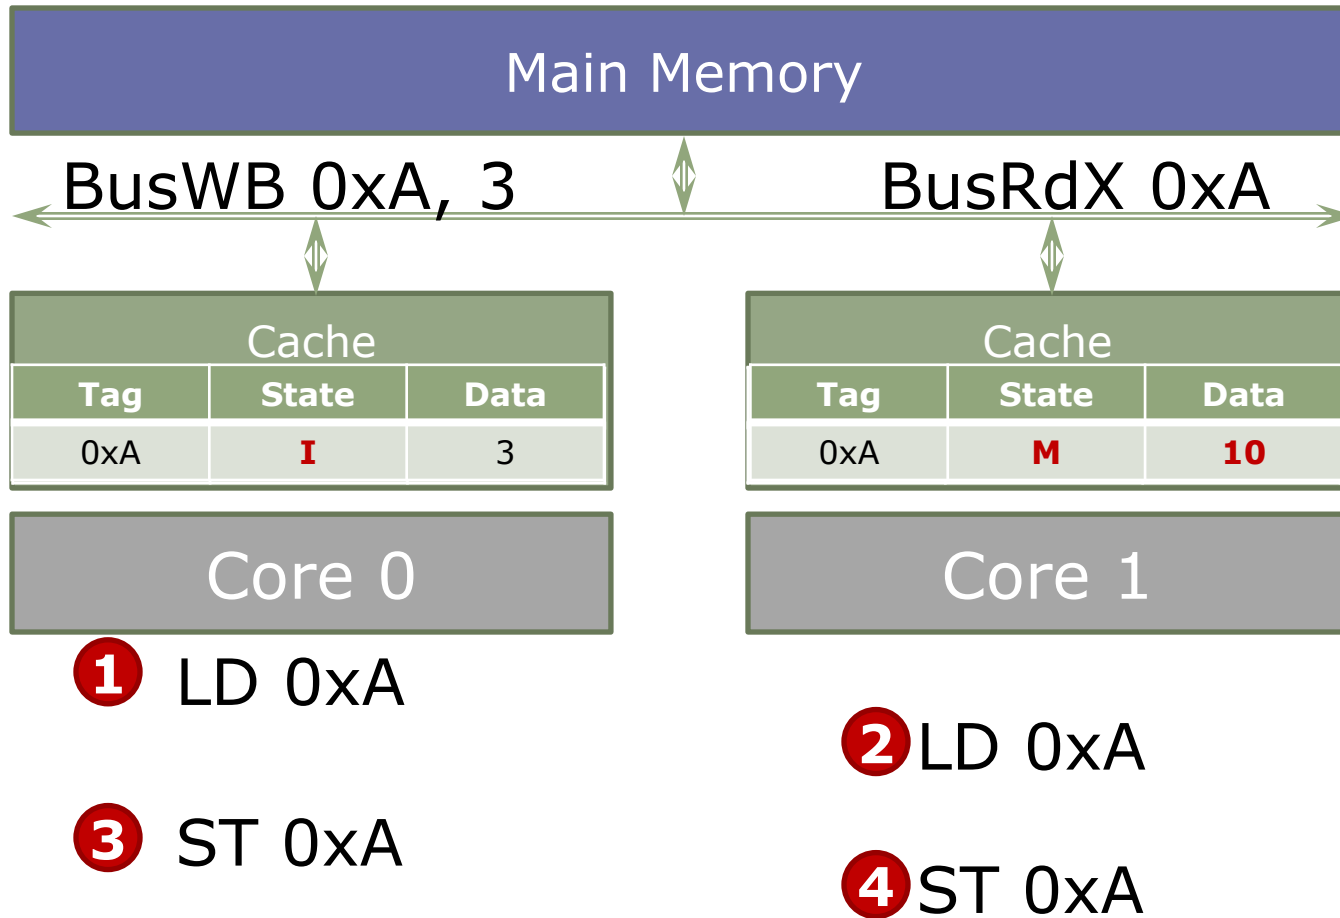 Main Memory
BusWB 0xA, 3
BusRdX 0xA
Cache
Tag State Data
0xA I 3
Cache
Tag State Data
0xA M 10
Core 0
Core 1
1 LD 0xA
2 LD 0xA
3 ST 0xA
4 ST 0xA